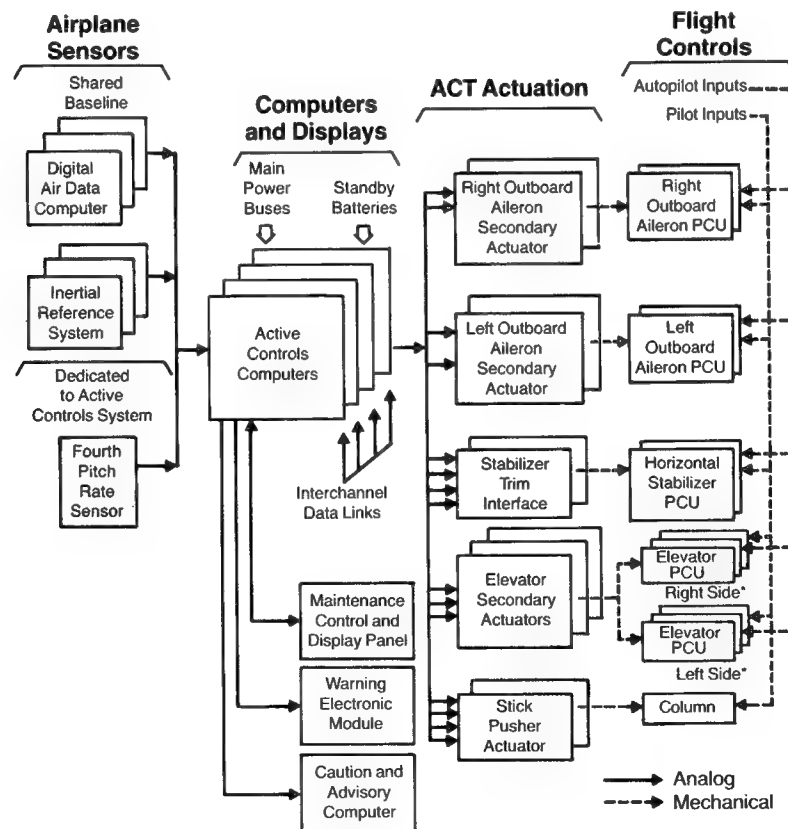 Airplane
Sensors
Shared
Baseline
Digital
Air Data
Computer
Inertial
Reference
System
Dedicated
to Active
Controls System
Fourth
Pitch
Rate
Sensor
Computers
and Displays
Main
Power
Buses
Standby
Batteries
Active
Controls
Computers
Interchannel
Data Links
Maintenance
Control and
Display Panel
Warning
Electronic
Module
Caution and
Advisory
Computer
ACT Actuation
Right Outboard
Aileron
Secondary
Actuator
Left Outboard
Aileron
Secondary
Actuator
Stabilizer
Trim
Interface
Elevator
Secondary
Actuators
Stick
Pusher
Actuator
Flight
Controls
Autopilot Inputs
Pilot Inputs
Right
Outboard
Aileron PCU
Left
Outboard
Aileron PCU
Horizontal
Stabilizer
PCU
Elevator
PCU
Right Side*
Elevator
PCU
Left Side*
Column
Analog
Mechanical